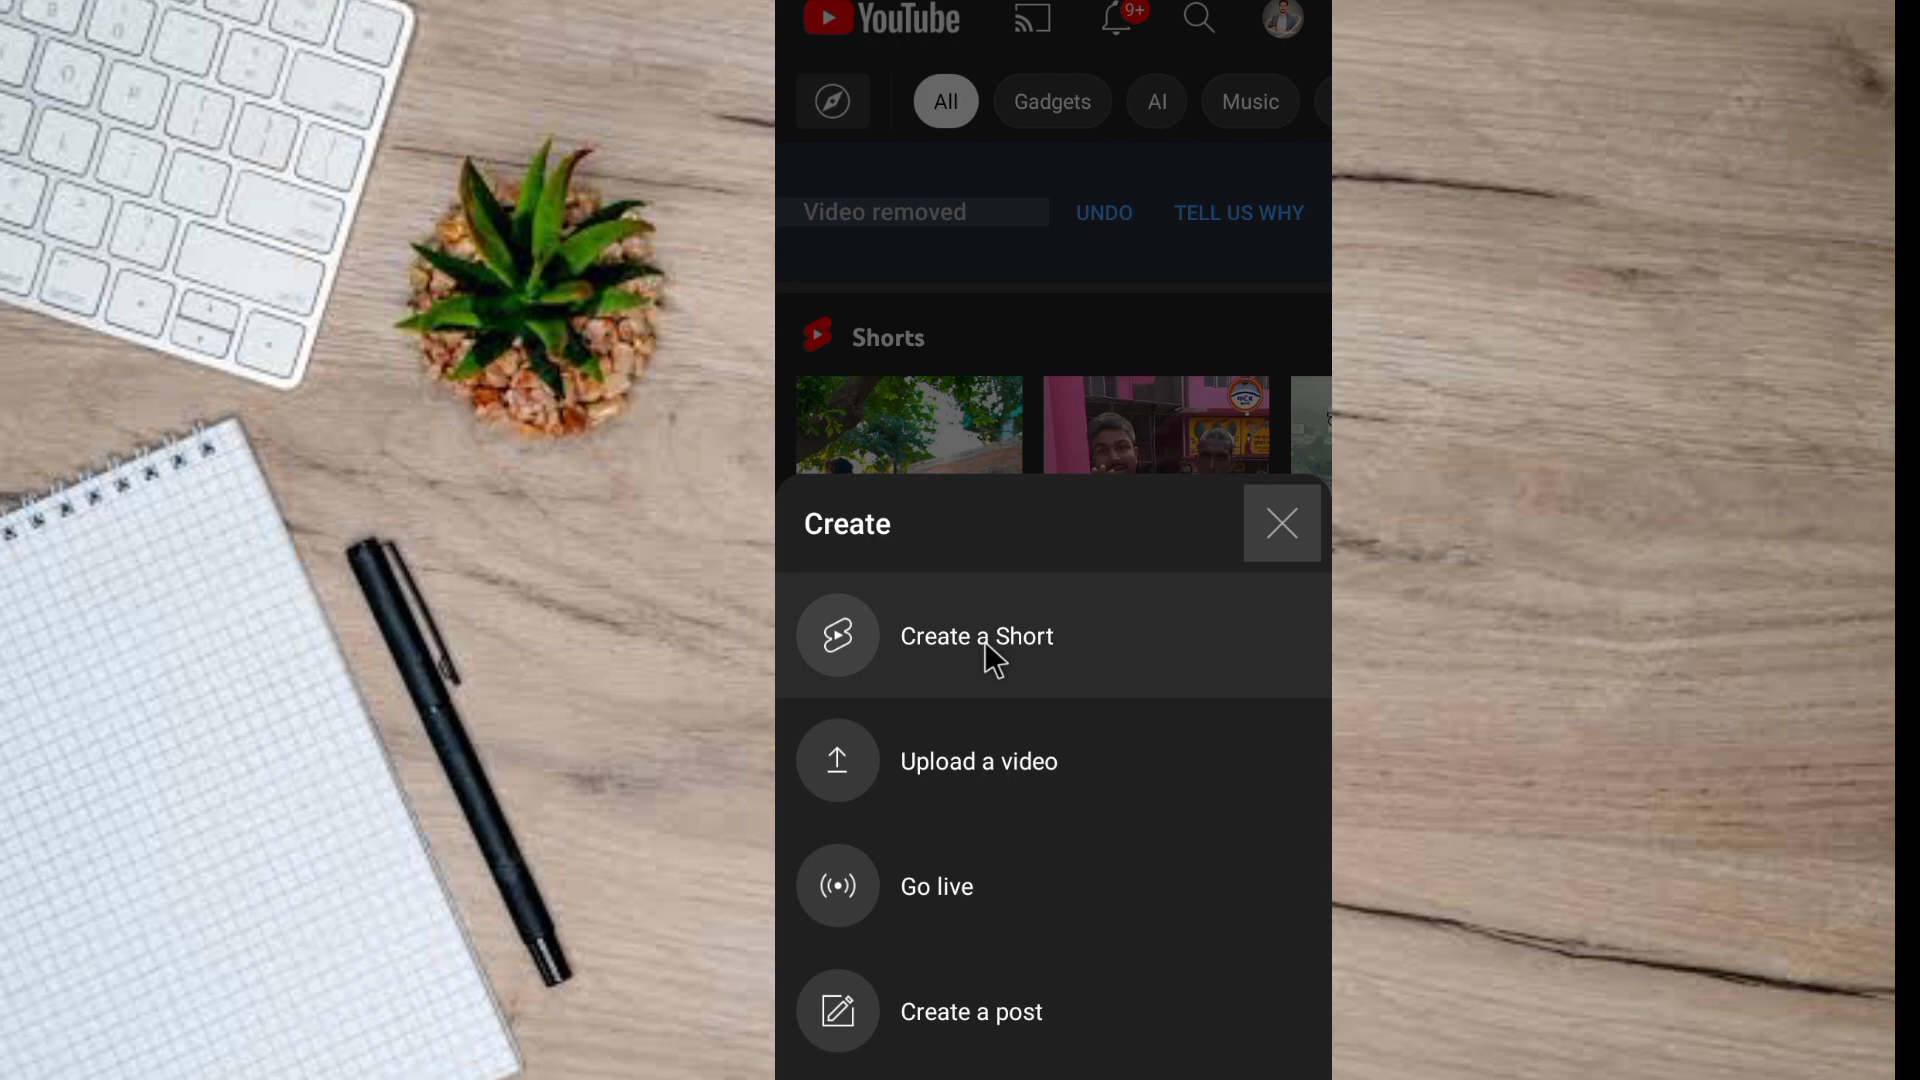 YouTube
9+
All
Gadgets
AI
Music
Video removed
UNDO
TELL US WHY
Shorts
Create
Create a Short
Upload a video
Go live
Create a post